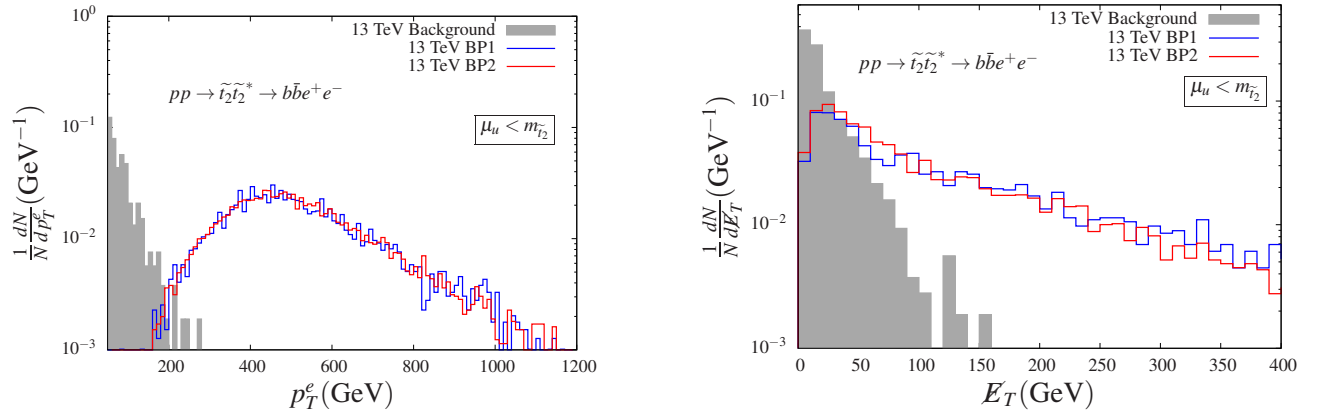 10⁰
10⁻¹
10⁻²
10⁻³
1/N dN/dp_T^e (GeV⁻¹)
13 TeV Background
13 TeV BP1
13 TeV BP2
pp → t̃₂t̃₂* → bb̄e⁺e⁻
μ_u < m_t̃₂
200 400 600 800 1000 1200
p_T^e (GeV)
10⁻¹
10⁻²
10⁻³
1/N dN/dE̸_T (GeV⁻¹)
13 TeV Background
13 TeV BP1
13 TeV BP2
pp → t̃₂t̃₂* → bb̄e⁺e⁻
μ_u < m_t̃₂
0 50 100 150 200 250 300 350 400
E̸_T (GeV)